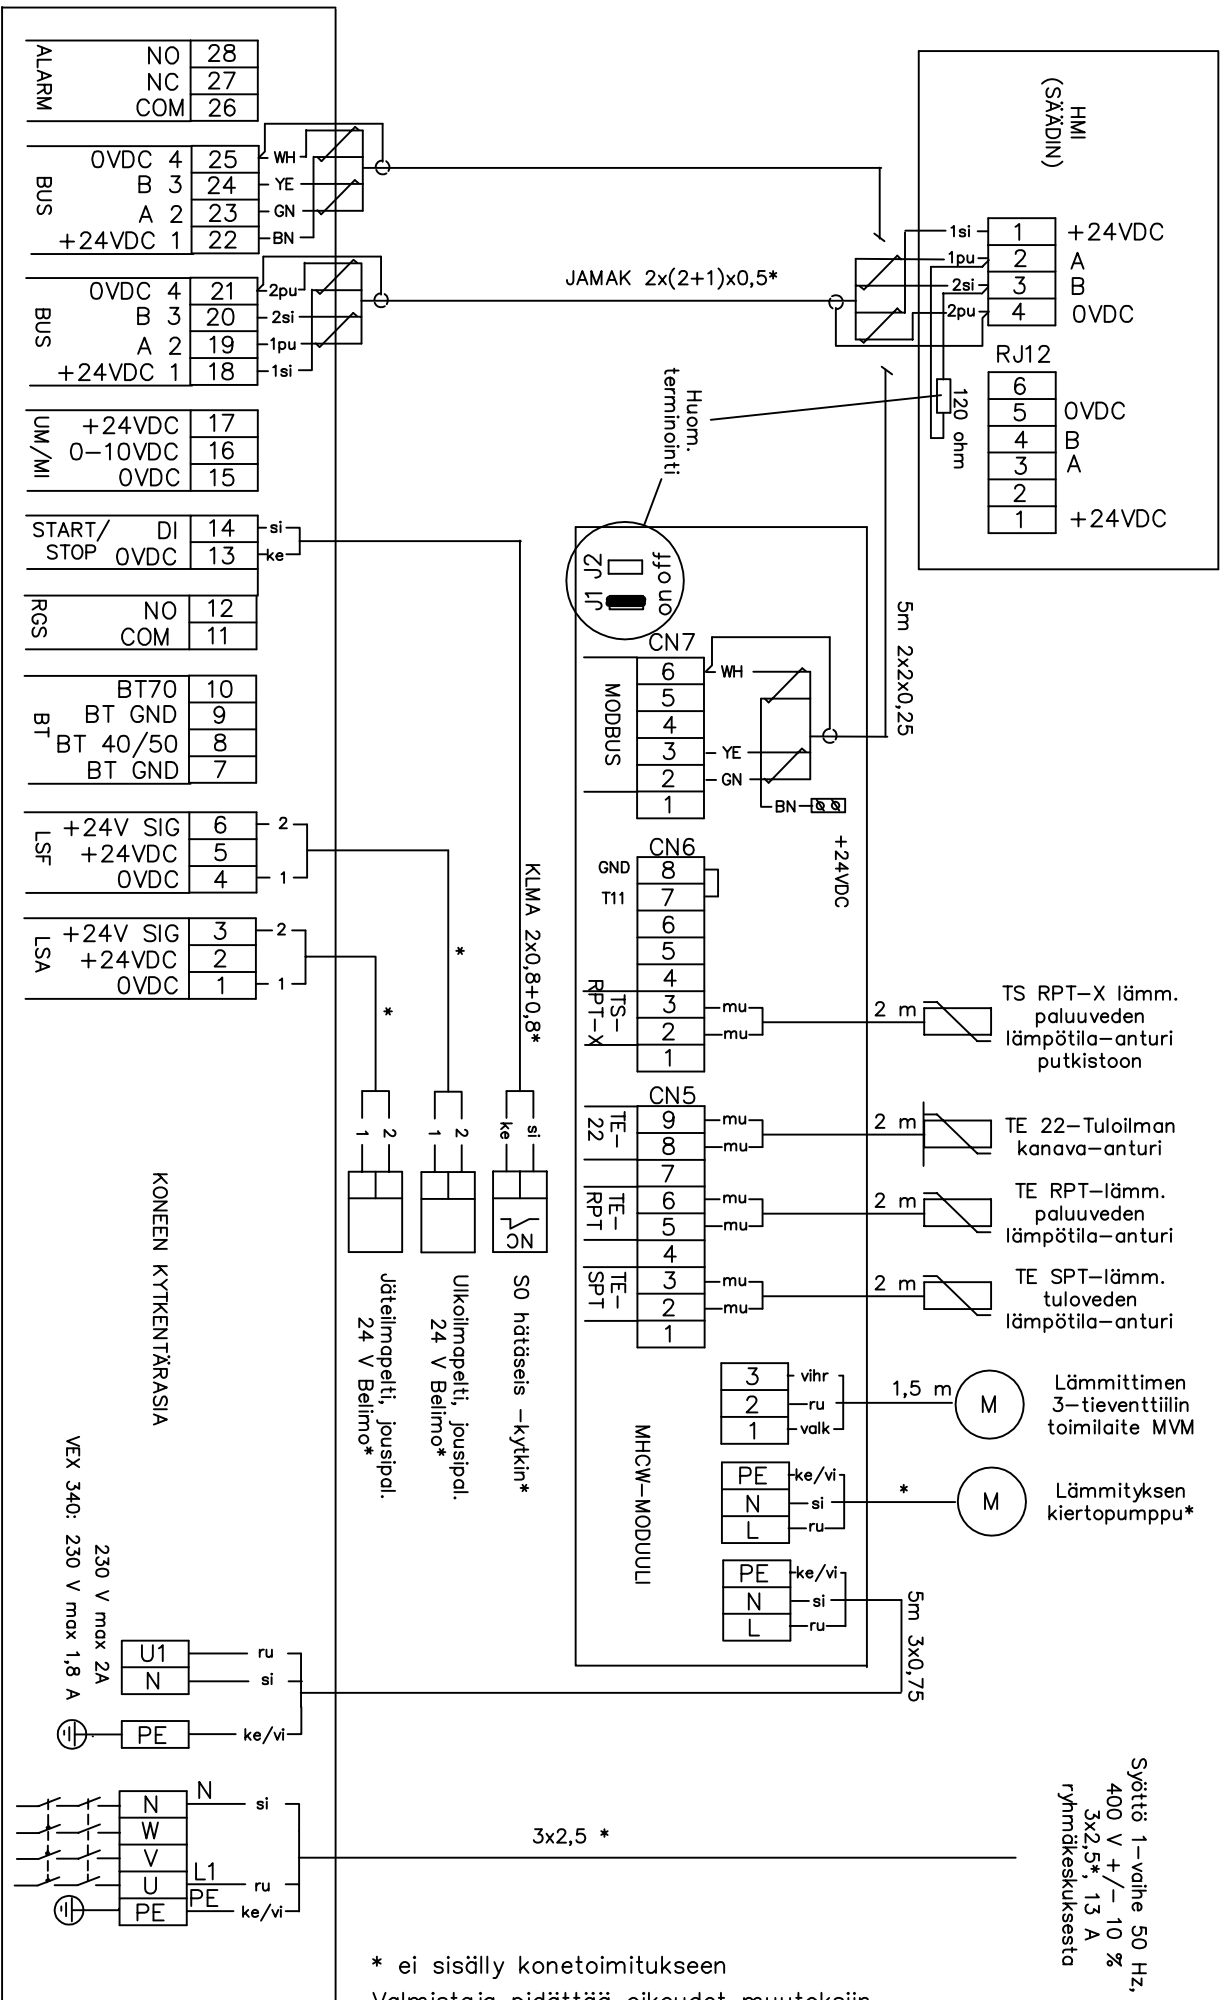 ALARM
NO 28
NC 27
COM 26
BUS
0VDC 4 25 WH
B 3 24 YE
A 2 23 GN
+24VDC 1 22 BN
BUS
0VDC 4 21 2pu
B 3 20 2si
A 2 19 1pu
+24VDC 1 18 1si
UM/MI
+24VDC 17
0-10VDC 16
0VDC 15
START/ DI 14 si
STOP 0VDC 13 ke
RGS
NO 12
COM 11
BT
BT70 10
BT GND 9
BT 40/50 8
BT GND 7
LSF
+24V SIG 6 2
+24VDC 5
0VDC 4 1
LSA
+24V SIG 3 2
+24VDC 2
0VDC 1 1
KONEEN KYTKENTÄRASIA
230 V max 2A
VEX 340: 230 V max 1,8 A
U1 ru
N si
PE ke/vi
N N si
W
V
U L1 ru
PE PE ke/vi
JAMAK 2x(2+1)x0,5*
HMI
(SÄÄDIN)
1si 1 +24VDC
1pu 2 A
2si 3 B
2pu 4 0VDC
RJ12
6
5 0VDC
4 B
3 A
2
1 +24VDC
120 ohm
Huom.
terminointi
J2 off
J1 on
5m 2x2x0,25
CN7
MODBUS
6 WH
5
4
3 YE
2 GN
1
BN
+24VDC
CN6
GND 8
T11 7
6
5
4
TS-
RPT-X
3 mu
2 mu
1
2 m
TS RPT-X lämm.
paluuveden
lämpötila-anturi
putkistoon
CN5
TE-
22
9 mu
8 mu
7
2 m
TE 22-Tuloilman
kanava-anturi
TE-
RPT
6 mu
5 mu
4
2 m
TE RPT-lämm.
paluuveden
lämpötila-anturi
TE-
SPT
3 mu
2 mu
1
2 m
TE SPT-lämm.
tuloveden
lämpötila-anturi
3 vihr
2 ru
1 valk
1,5 m
M
Lämmittimen
3-tieventtiilin
toimilaite MVM
PE ke/vi
N si
L ru
*
M
Lämmityksen
kiertopumppu*
PE ke/vi
N si
L ru
5m 3x0,75
MHCW-MODUULI
KLMA 2x0,8+0,8*
*
*
1 2
1 2
ke si
NC
S0 hätäseis -kytkin*
Ulkoilmapelti, jousipal.
24 V Belimo*
Jäteilmapelti, jousipal.
24 V Belimo*
3x2,5 *
Syöttö 1-vaihe 50 Hz,
400 V +/- 10 %
3x2,5*, 13 A
ryhmäkeskuksesta
* ei sisälly konetoimitukseen
Valmistaja pidättää oikeudet muutoksiin